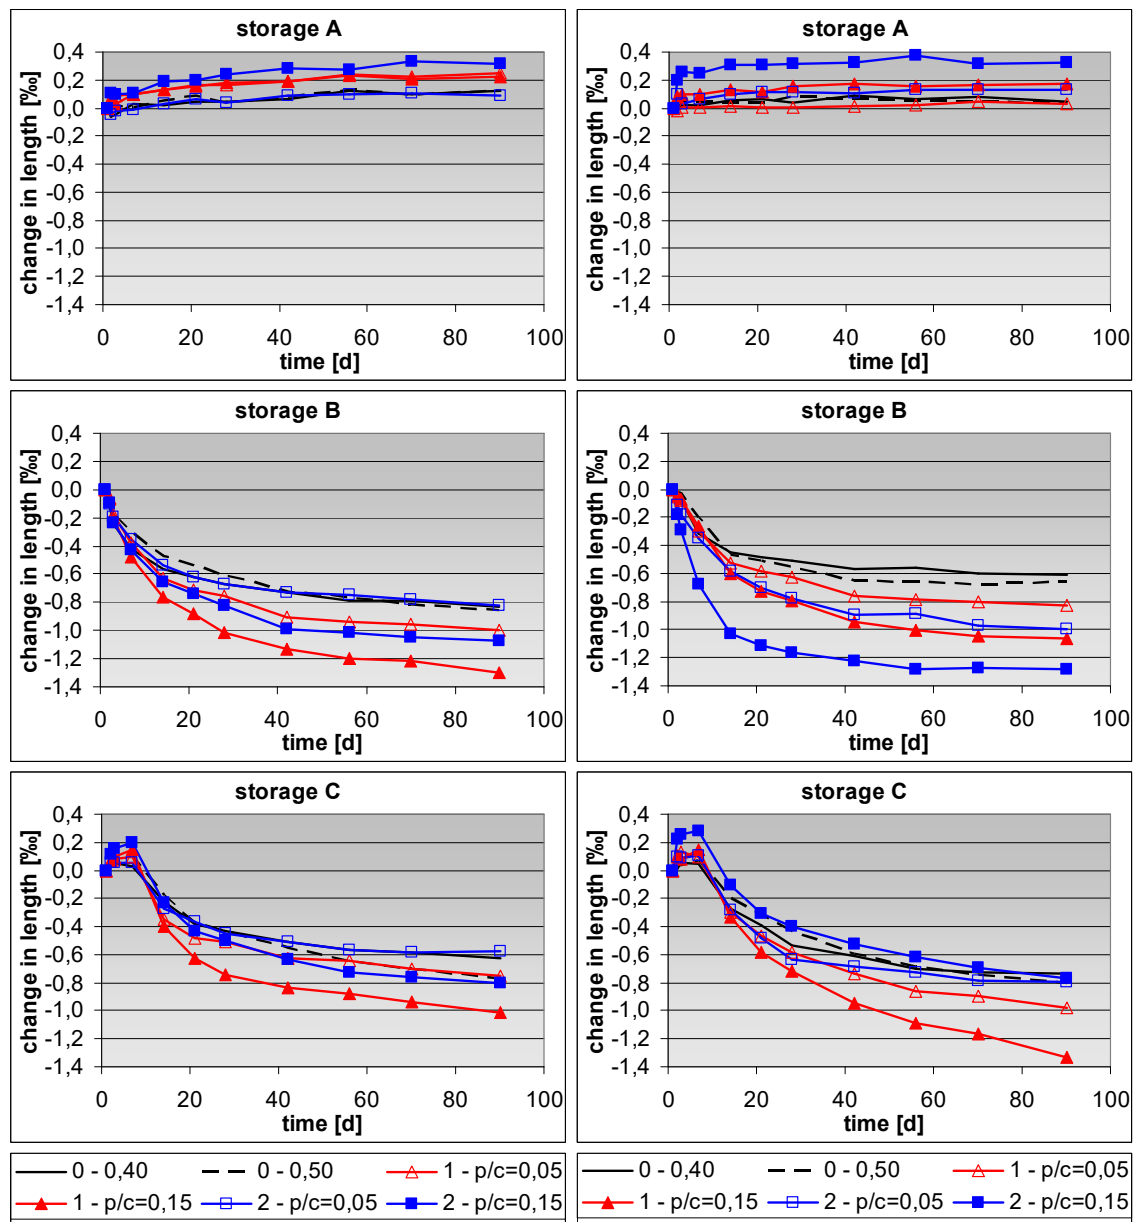 storage A
0,4
0,2
0,0
-0,2
-0,4
-0,6
-0,8
-1,0
-1,2
-1,4
change in length [‰]
0 20 40 60 80 100
time [d]
storage A
0,4
0,2
0,0
-0,2
-0,4
-0,6
-0,8
-1,0
-1,2
-1,4
change in length [‰]
0 20 40 60 80 100
time [d]
storage B
0,4
0,2
0,0
-0,2
-0,4
-0,6
-0,8
-1,0
-1,2
-1,4
change in length [‰]
0 20 40 60 80 100
time [d]
storage B
0,4
0,2
0,0
-0,2
-0,4
-0,6
-0,8
-1,0
-1,2
-1,4
change in length [‰]
0 20 40 60 80 100
time [d]
storage C
0,4
0,2
0,0
-0,2
-0,4
-0,6
-0,8
-1,0
-1,2
-1,4
change in length [‰]
0 20 40 60 80 100
time [d]
storage C
0,4
0,2
0,0
-0,2
-0,4
-0,6
-0,8
-1,0
-1,2
-1,4
change in length [‰]
0 20 40 60 80 100
time [d]
0 - 0,40 0 - 0,50 1 - p/c=0,05
1 - p/c=0,15 2 - p/c=0,05 2 - p/c=0,15
0 - 0,40 0 - 0,50 1 - p/c=0,05
1 - p/c=0,15 2 - p/c=0,05 2 - p/c=0,15